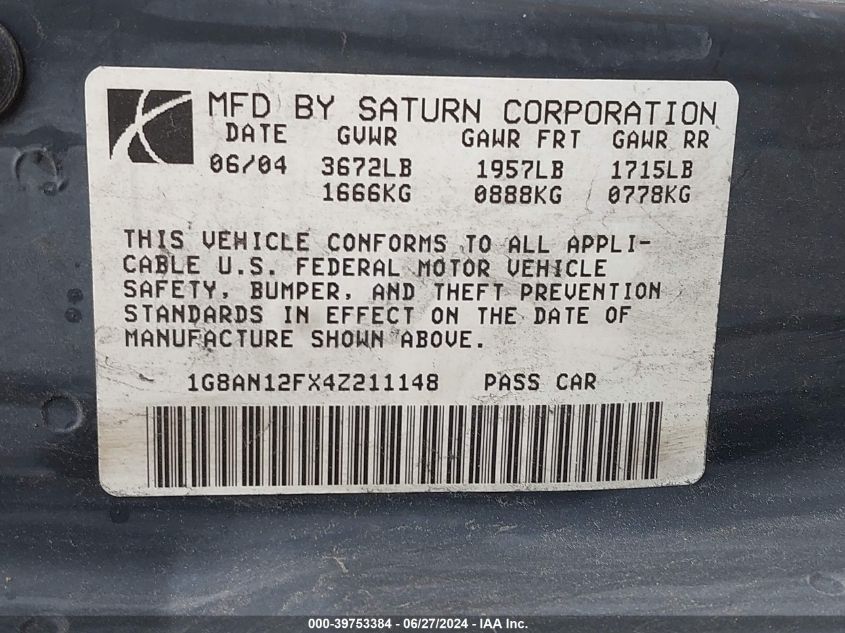 MFD BY SATURN CORPORATION
DATE GVWR GAWR FRT GAWR RR
06/04 3672LB 1957LB 1715LB
1666KG 0888KG 0778KG
THIS VEHICLE CONFORMS TO ALL APPLI-
CABLE U.S. FEDERAL MOTOR VEHICLE
SAFETY, BUMPER, AND THEFT PREVENTION
STANDARDS IN EFFECT ON THE DATE OF
MANUFACTURE SHOWN ABOVE.
1G8AN12FX4Z211148 PASS CAR
000-39753384 - 06/27/2024 - IAA Inc.